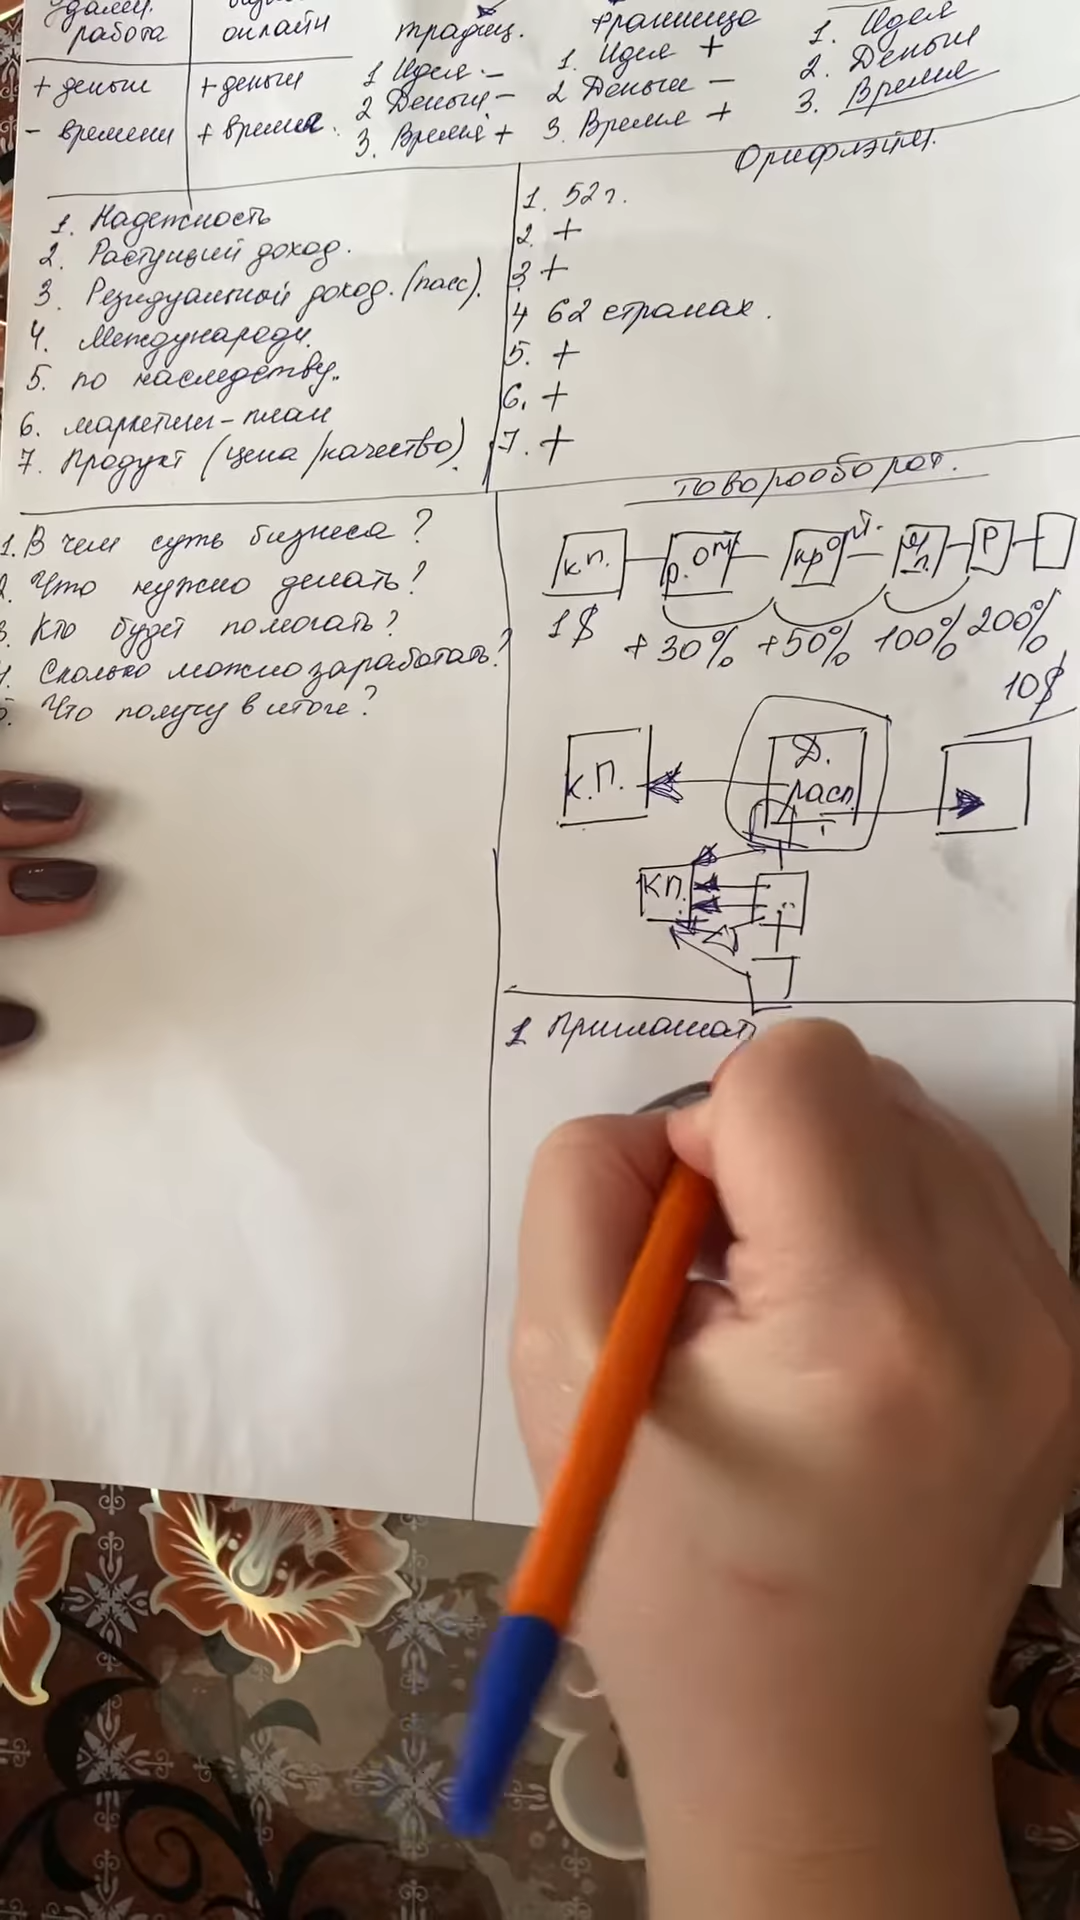 работа
онлайн
традиц.
франшиза
1. Идея
+ деньги
+ деньги
1 Идея -
1. Идея +
2. Деньги
- времени
+ время.
2 Деньги -
2 Деньги -
3. Время
3. Время +
3. Время +
Орифлэйм.
1. Надежность
1. 52 г.
2. Растущий доход.
2. +
3. Резидуальный доход. (пасс).
3 +
4. Международн.
4 62 странах.
5. по наследству.
5. +
6. маркетинг-план
6. +
7. Продукт (цена/качество).
7. +
Товарооборот.
1. В чем суть бизнеса?
2. Что нужно делать?
3. Кто будет помогать?
4. Сколько можно заработать?
5. Что получу в итоге?
к.п.
р.
Р
1$
+30%
+50%
100%
200%
10$
к.п.
Д.
расп.
кп.
1 Приглашат